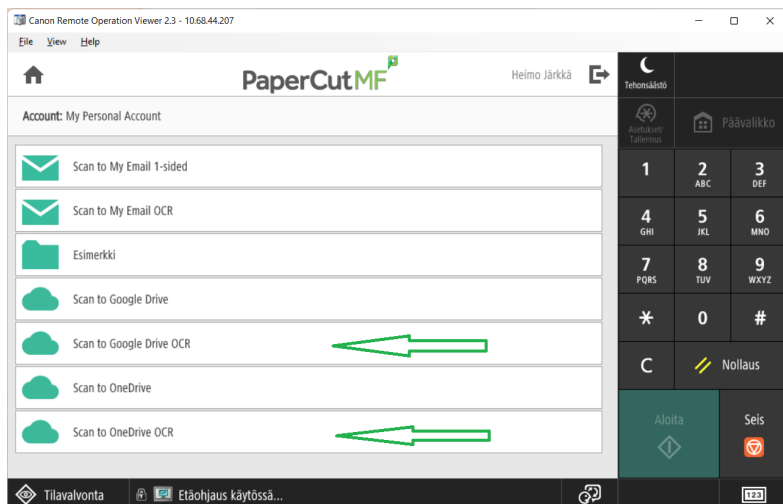 Canon Remote Operation Viewer 2.3 - 10.68.44.207
File View Help
PaperCutMF
Heimo Järkkä
Account: My Personal Account
Scan to My Email 1-sided
Scan to My Email OCR
Esimerkki
Scan to Google Drive
Scan to Google Drive OCR
Scan to OneDrive
Scan to OneDrive OCR
Tilavalvonta
Etäohjaus käytössä...
Tehonsäästö
Asetukset/
Tallennus
Päävalikko
1 2 3
ABC DEF
4 5 6
GHI JKL MNO
7 8 9
PQRS TUV WXYZ
* 0 #
C Nollaus
Aloita Seis
123